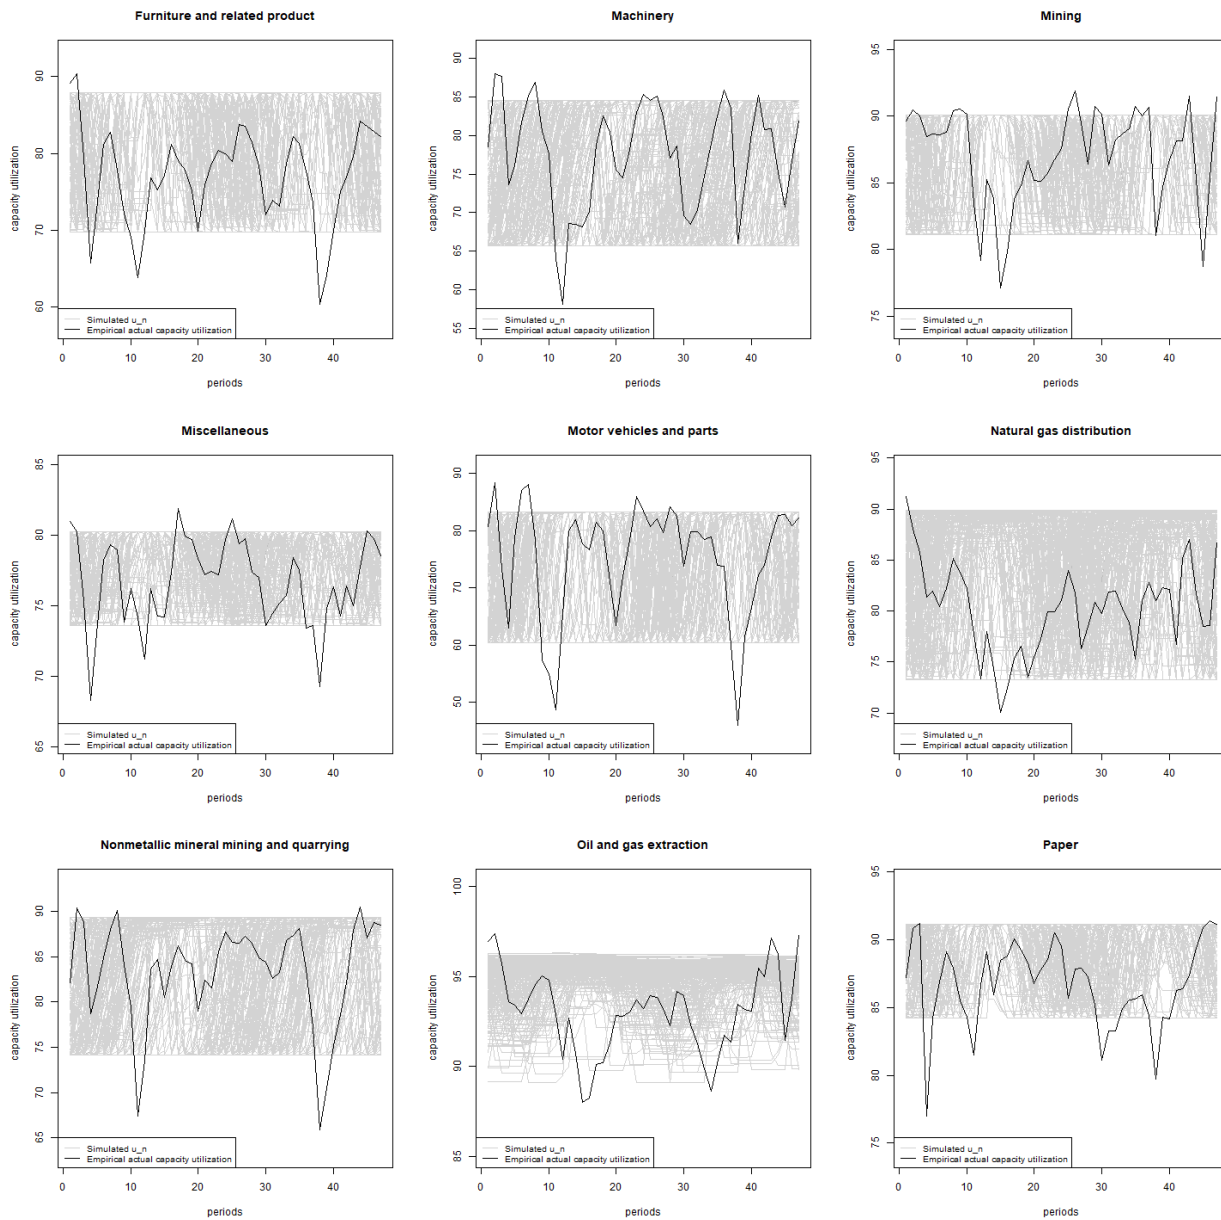 Furniture and related product
capacity utilization
90
80
70
60
Simulated u_n
Empirical actual capacity utilization
0 10 20 30 40
periods
Machinery
capacity utilization
90
85
80
75
70
65
60
55
Simulated u_n
Empirical actual capacity utilization
0 10 20 30 40
periods
Mining
capacity utilization
95
90
85
80
75
Simulated u_n
Empirical actual capacity utilization
0 10 20 30 40
periods
Miscellaneous
capacity utilization
85
80
75
70
65
Simulated u_n
Empirical actual capacity utilization
0 10 20 30 40
periods
Motor vehicles and parts
capacity utilization
90
80
70
60
50
Simulated u_n
Empirical actual capacity utilization
0 10 20 30 40
periods
Natural gas distribution
capacity utilization
95
90
85
80
75
70
Simulated u_n
Empirical actual capacity utilization
0 10 20 30 40
periods
Nonmetallic mineral mining and quarrying
capacity utilization
90
85
80
75
70
65
Simulated u_n
Empirical actual capacity utilization
0 10 20 30 40
periods
Oil and gas extraction
capacity utilization
100
95
90
85
Simulated u_n
Empirical actual capacity utilization
0 10 20 30 40
periods
Paper
capacity utilization
95
90
85
80
75
Simulated u_n
Empirical actual capacity utilization
0 10 20 30 40
periods